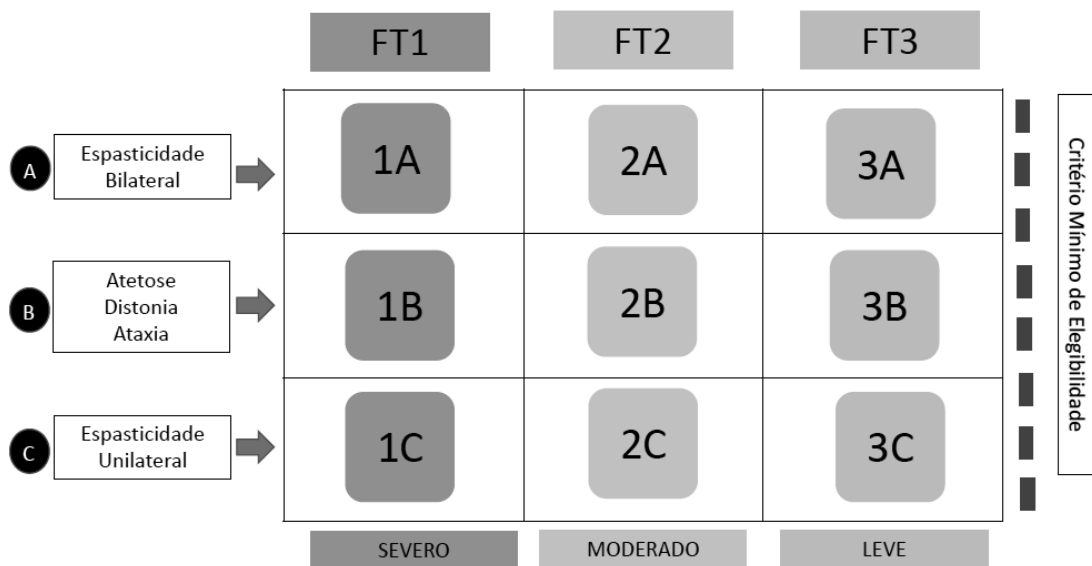 FT1
FT2
FT3
A
Espasticidade
Bilateral
1A
2A
3A
B
Atetose
Distonia
Ataxia
1B
2B
3B
C
Espasticidade
Unilateral
1C
2C
3C
SEVERO
MODERADO
LEVE
Critério Mínimo de Elegibilidade